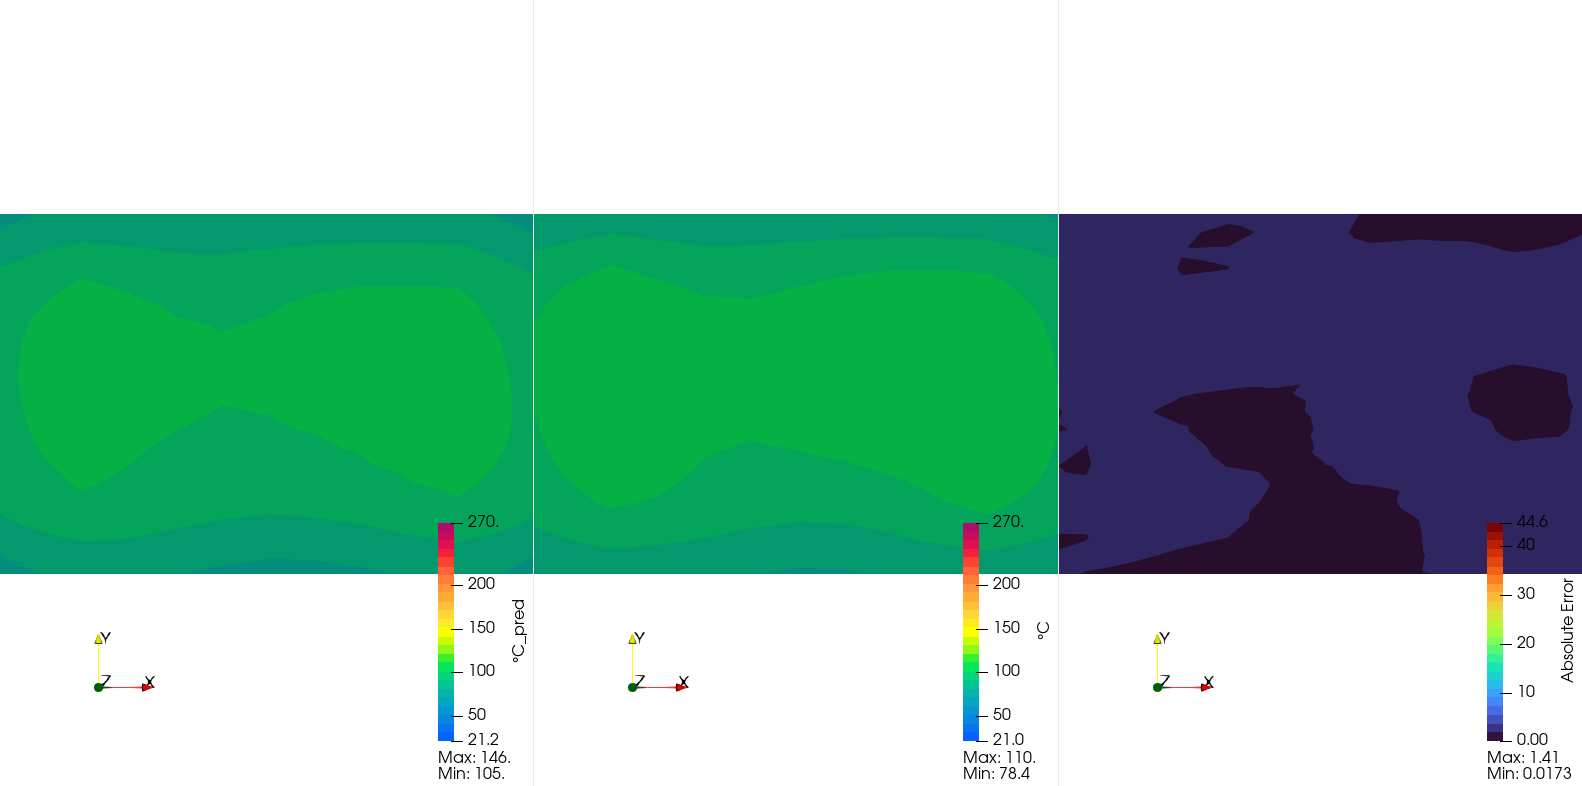 270.
200
150
100
50
21.2
°C_pred
Max: 146.
Min: 105.
Y
Z
X
270.
200
150
100
50
21.0
°C
Max: 110.
Min: 78.4
Y
Z
X
44.6
40
30
20
10
0.00
Absolute Error
Max: 1.41
Min: 0.0173
Y
Z
X